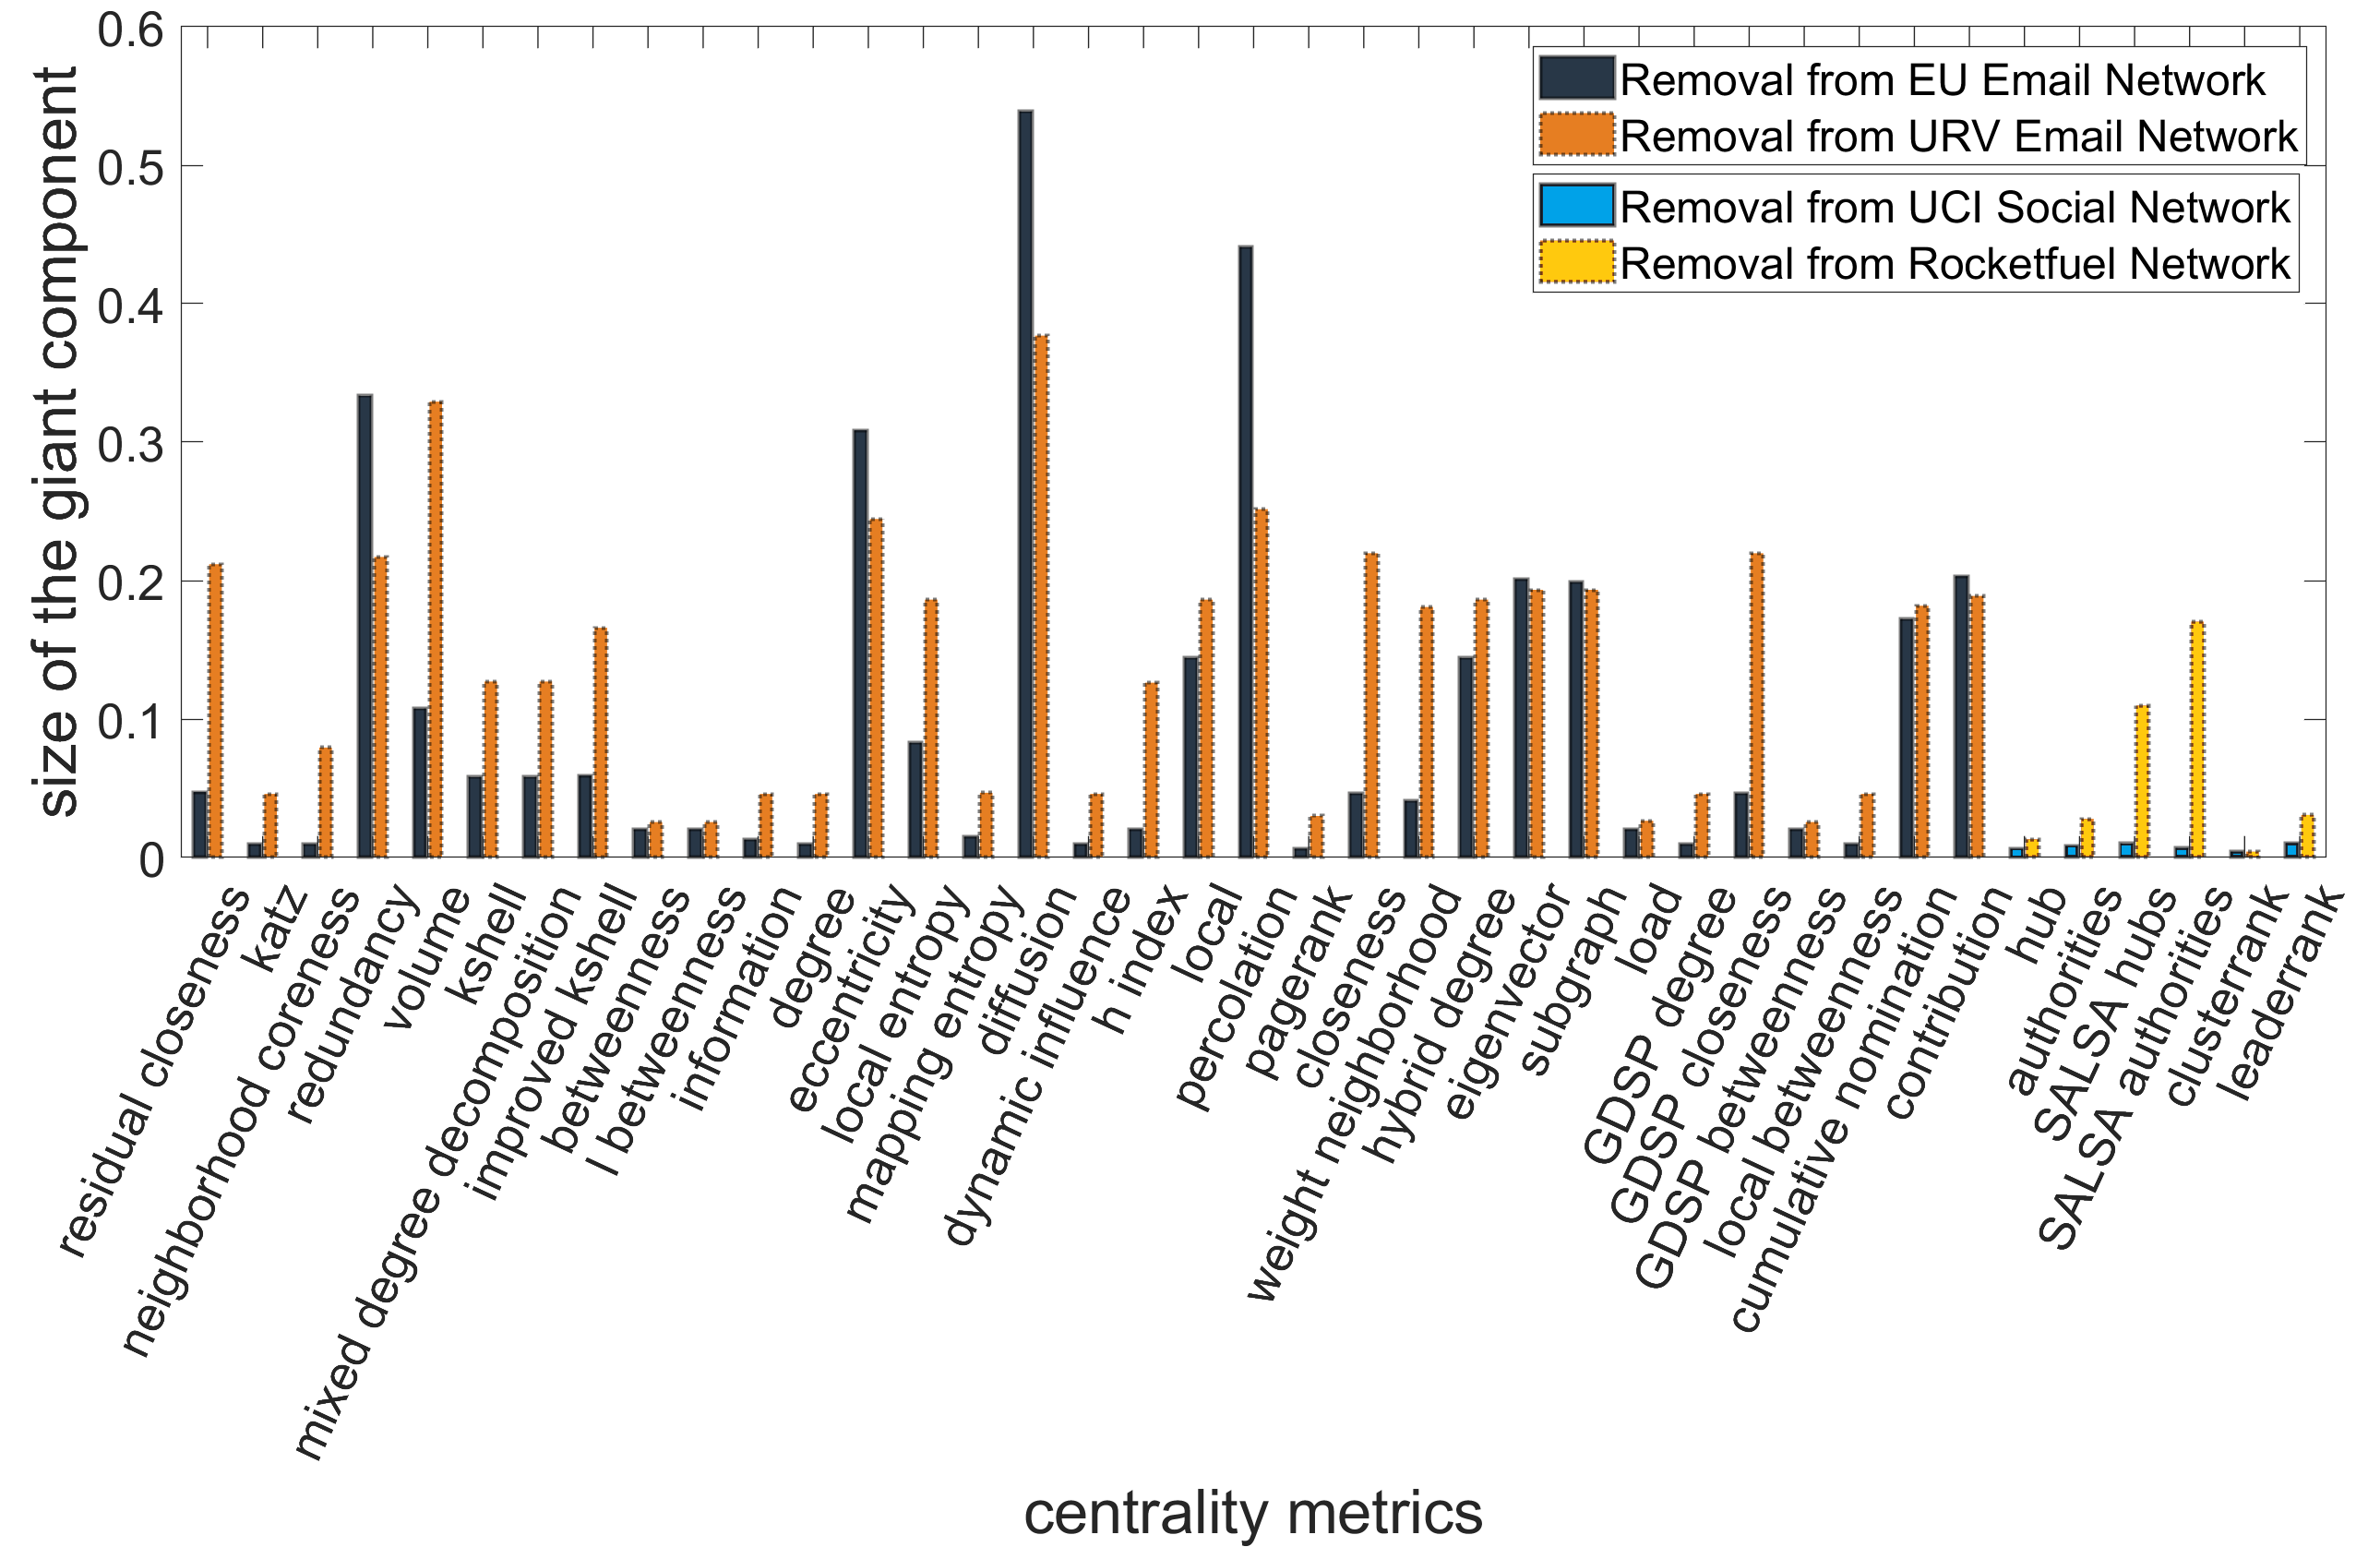 0.6
0.5
0.4
0.3
0.2
0.1
0
size of the giant component
Removal from EU Email Network
Removal from URV Email Network
Removal from UCI Social Network
Removal from Rocketfuel Network
residual closeness
katz
neighborhood coreness
redundancy
volume
kshell
mixed degree decomposition
improved kshell
betweenness
l betweenness
information
degree
eccentricity
local entropy
mapping entropy
diffusion
dynamic influence
h index
local
percolation
pagerank
closeness
weight neighborhood
hybrid degree
eigenvector
subgraph
load
GDSP degree
GDSP closeness
GDSP betweenness
local betweenness
cumulative nomination
contribution
hub
authorities
SALSA hubs
SALSA authorities
clusterrank
leaderrank
centrality metrics